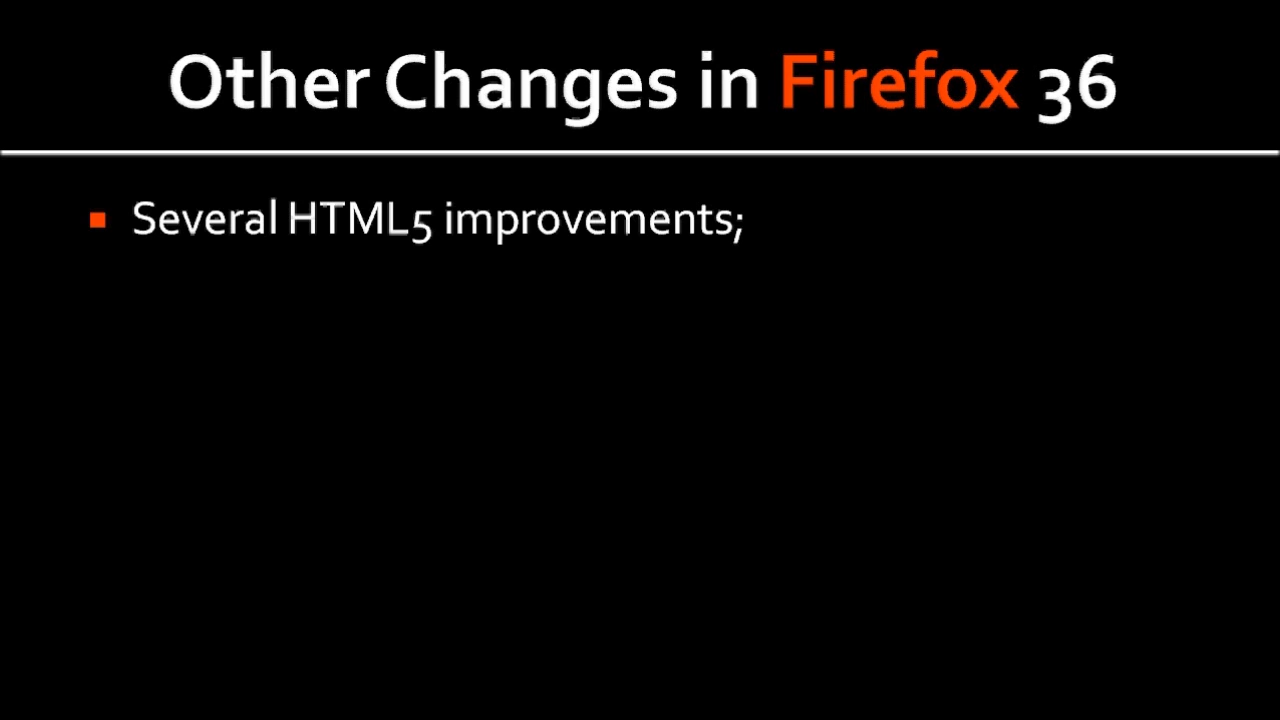 Other Changes in Firefox 36
Several HTML5 improvements;